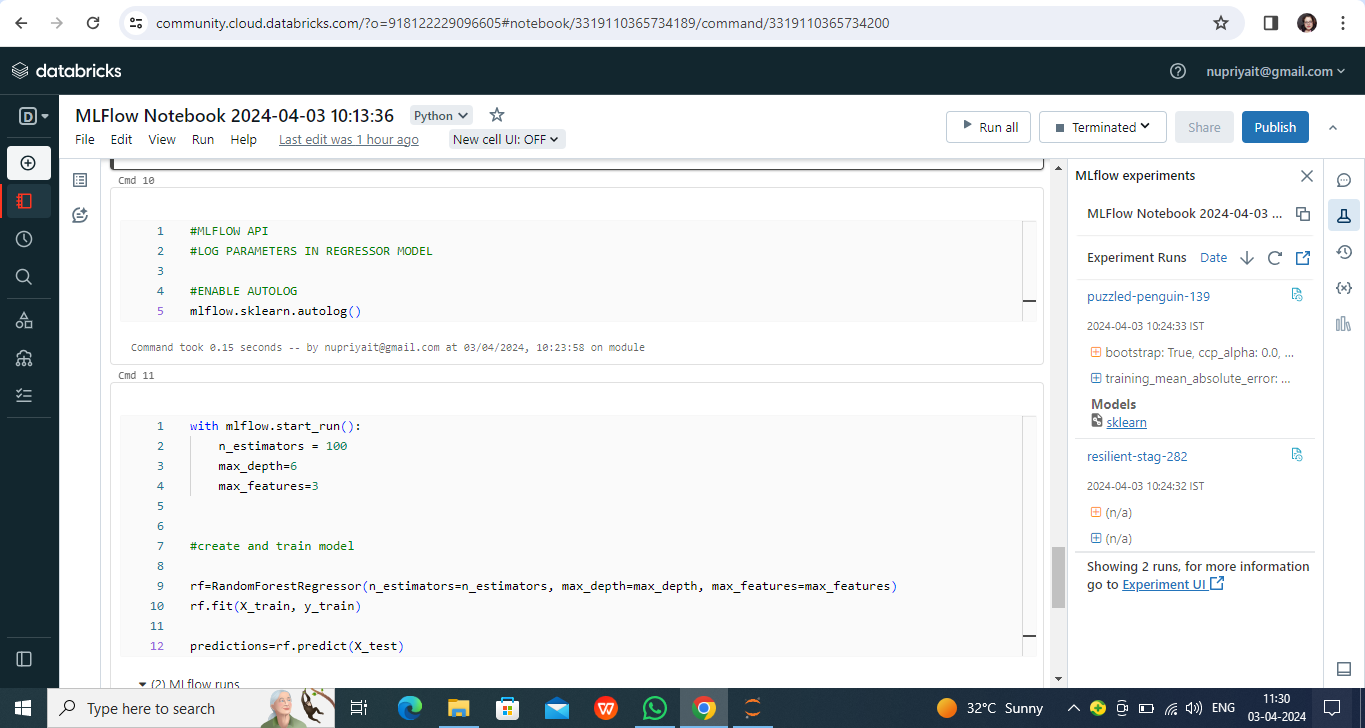 community.cloud.databricks.com/?o=918122229096605#notebook/3319110365734189/command/3319110365734200
databricks
nupriyait@gmail.com
D
MLFlow Notebook 2024-04-03 10:13:36
Python
Run all
Terminated
Share
Publish
File Edit View Run Help Last edit was 1 hour ago New cell UI: OFF
Cmd 10
1 #MLFLOW API
2 #LOG PARAMETERS IN REGRESSOR MODEL
3
4 #ENABLE AUTOLOG
5 mlflow.sklearn.autolog()
Command took 0.15 seconds -- by nupriyait@gmail.com at 03/04/2024, 10:23:58 on module
Cmd 11
1 with mlflow.start_run():
2 n_estimators = 100
3 max_depth=6
4 max_features=3
5
6
7 #create and train model
8
9 rf=RandomForestRegressor(n_estimators=n_estimators, max_depth=max_depth, max_features=max_features)
10 rf.fit(X_train, y_train)
11
12 predictions=rf.predict(X_test)
(2) MLflow runs
MLflow experiments
MLFlow Notebook 2024-04-03 ...
Experiment Runs Date
puzzled-penguin-139
2024-04-03 10:24:33 IST
bootstrap: True, ccp_alpha: 0.0, ...
training_mean_absolute_error: ...
Models
sklearn
resilient-stag-282
2024-04-03 10:24:32 IST
(n/a)
(n/a)
Showing 2 runs, for more information
go to Experiment UI
{x}
Type here to search
W
32°C Sunny
ENG
11:30
03-04-2024